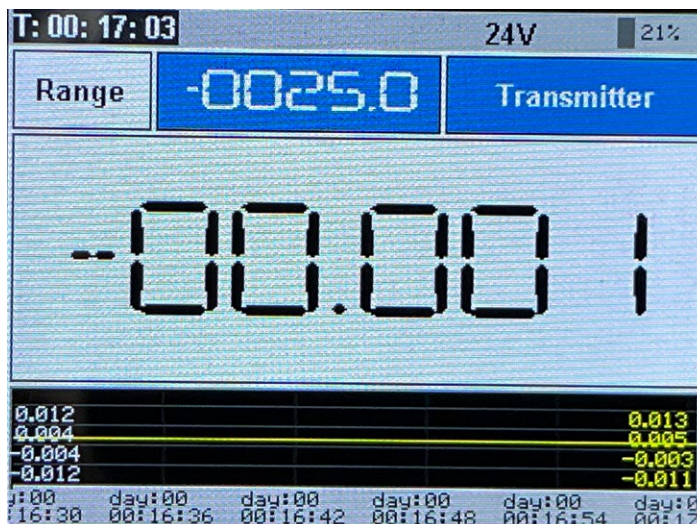 T: 00: 17: 03 24V 21%
Range -0025.0 Transmitter
-00.001
0.012 0.013
0.004 0.005
-0.004 -0.003
-0.012 -0.011
day:00 day:00 day:00 day:00 day:00
00:16:36 00:16:42 00:16:48 00:16:54